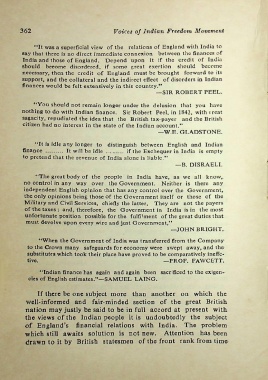 362 Voices of Indian Freedom Movement
"It was a superficial view of the relations of England with India to
say that there is no direct immediate connexion between the finances of
India and those of England. Depend upon it if the credit of India
should become disordered, if some great exertion should become
necessary, then the credit of England must be brought forward to its
support, and the collateral and the indirect effect of disorders in Indian
finances would be felt extensively in this country."
—SIR ROBERT PEEL.
"You should not remain longer under the delusion that you have
nothing to do with Indian finance. Sir Robert Peel, in 1842, with great
sagacity, repudiated the idea that the British tax-payer and the British
citizen had no interest in the state of the Indian account."
—W.E. GLADSTONE.
"It is idle any longer to distinguish between English and Indian
finance ........ It will be idle ........ if the Exchequer in India is empty
to pretend that the revenue of India alone is liable."
—B. DISRAELI.
"The great body of the people in India have, as we all know,
no control in any way over the Government. Neither is there any
independent English opinion that has any control over the Government,
the only opinions being those of the Government itself or those of the
Military and Civil Services, chiefly the latter. They are not the payers
of the taxes; and, therefore, the Government in India is in the most
unfortunate position possible for the fulfilment of the great duties that
must devolve upon every wise and just Government."
—JOHN BRIGHT.
"When the Government of India was transferred from the Company
to the Crown many safeguards for economy were swept away, and the
substitutes which took their place have proved to be comparatively ineffec-
tive. —PROF. FAWCETT.
"Indian finance has again and again been sacrificed to the exigen-
cies of English estimates."—SAMUEL LAING.
If there be one subject more than another on which the
well-informed and fair-minded section of the great British
nation may justly be said to be in full accord at present with
the views of the Indian people it is undoubtedly the subject
of England's financial relations with India. The problem
which still awaits solution is not new. Attention has been
drawn to it by British statesmen of the front rank from time